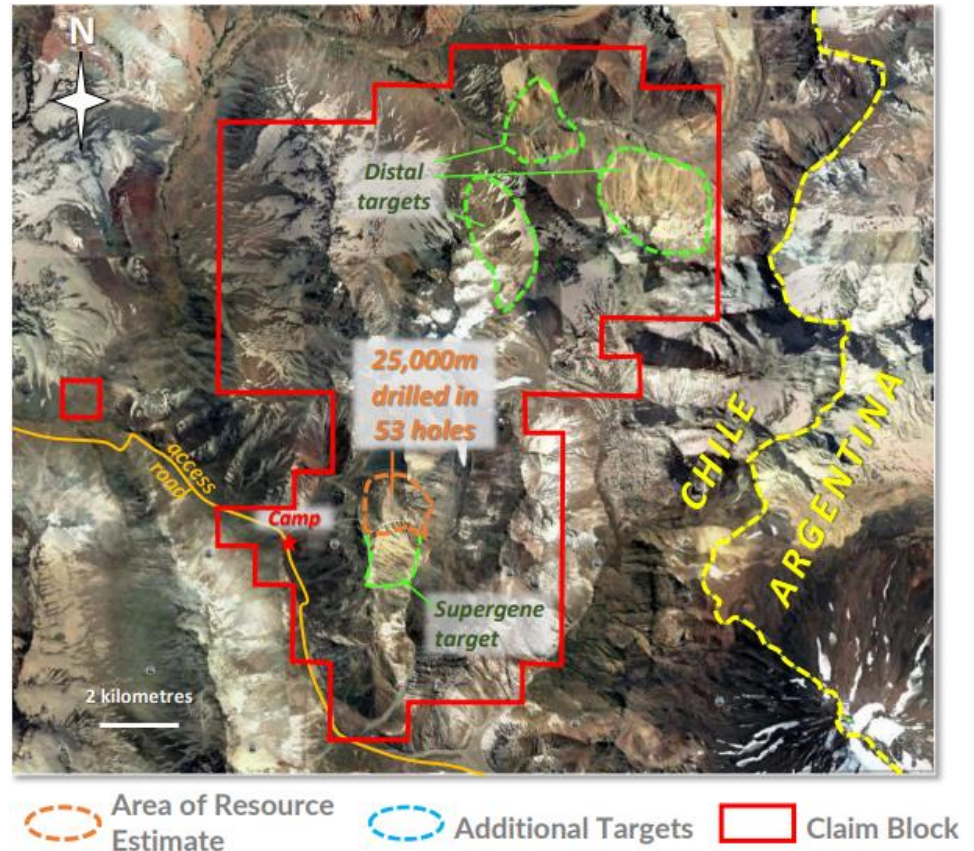 N
Distal
targets
25,000m
drilled in
53 holes
CHILE
ARGENTINA
access
road
Camp
Supergene
target
2 kilometres
Area of Resource
Estimate
Additional Targets
Claim Block